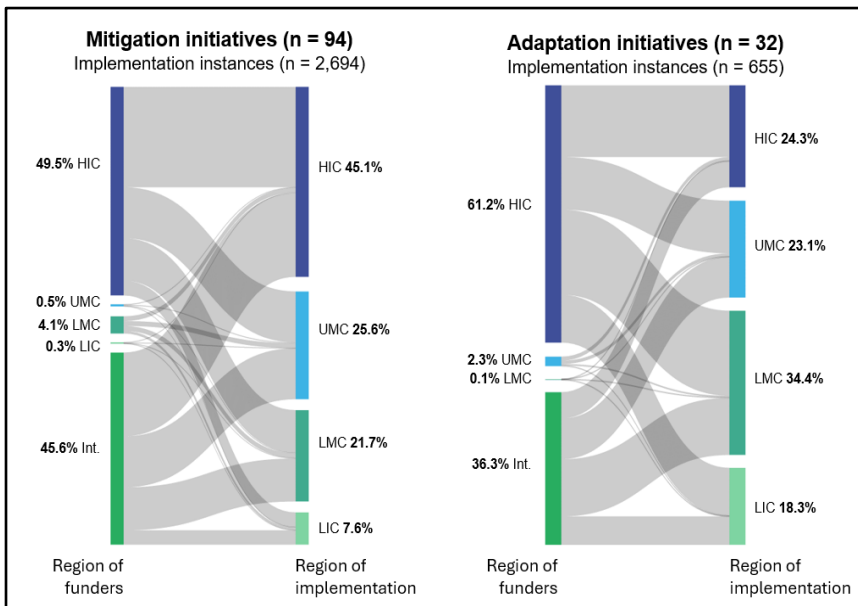 Mitigation initiatives (n = 94)
Implementation instances (n = 2,694)
49.5% HIC
0.5% UMC
4.1% LMC
0.3% LIC
45.6% Int.
HIC 45.1%
UMC 25.6%
LMC 21.7%
LIC 7.6%
Region of
funders
Region of
implementation
Adaptation initiatives (n = 32)
Implementation instances (n = 655)
61.2% HIC
2.3% UMC
0.1% LMC
36.3% Int.
HIC 24.3%
UMC 23.1%
LMC 34.4%
LIC 18.3%
Region of
funders
Region of
implementation